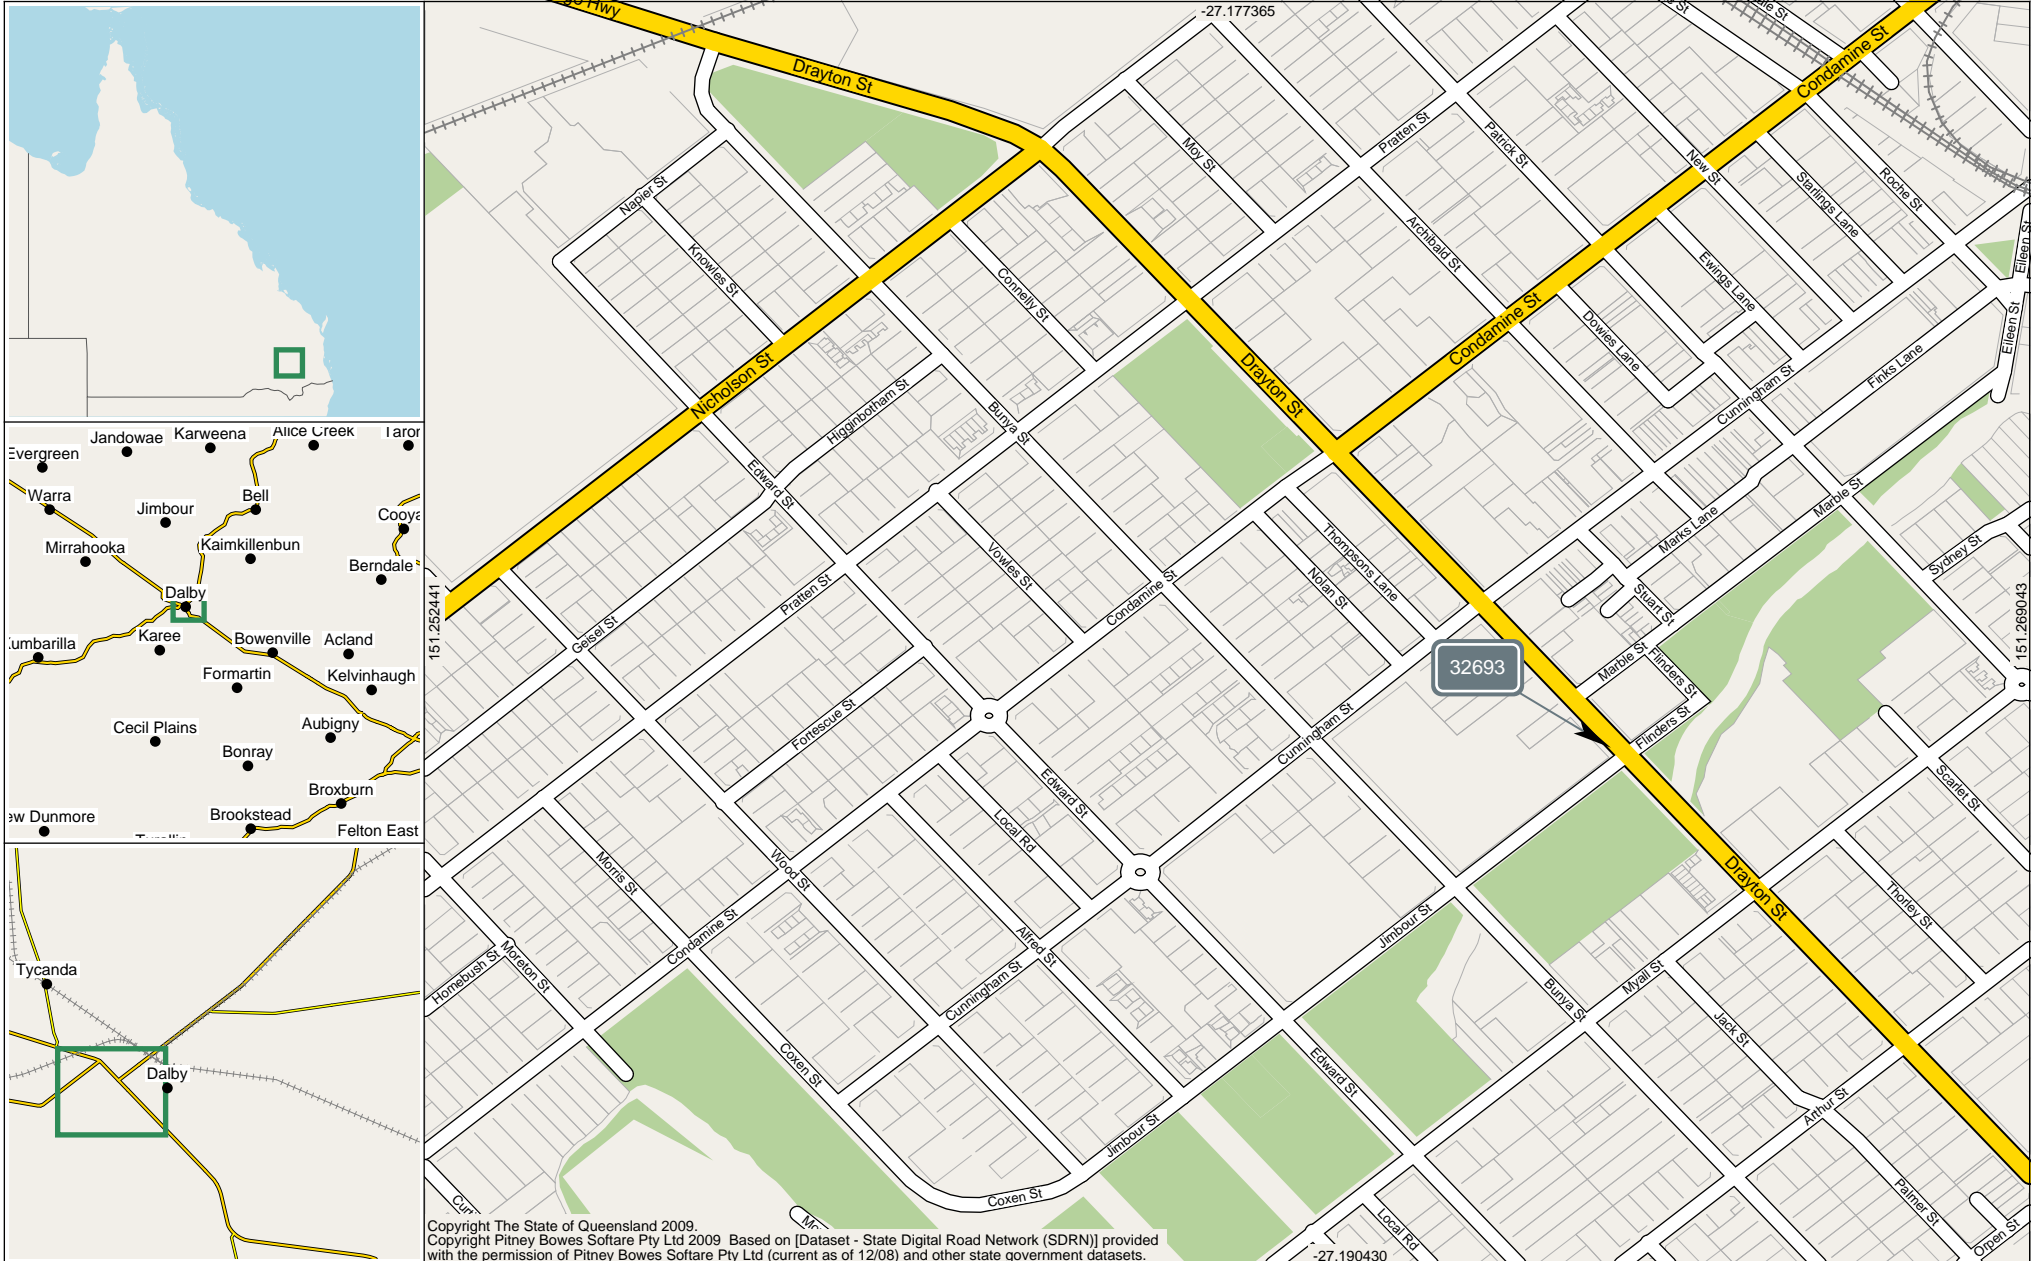 -27.177365
go Hwy
Drayton St
Condamine St
Napier St
Knowles St
Nicholson St
Connelly St
Moy St
Pratten St
Patrick St
New St
Starlings Lane
Roche St
Eileen St
Eileen St
Archibald St
Ewings Lane
Dowies Lane
Condamine St
Drayton St
Cunningham St
Finks Lane
Higginbotham St
Bunya St
Edward St
Marble St
Marks Lane
Sydney St
Thompsons Lane
Nolan St
Vowles St
Pratten St
Condamine St
Geisel St
Stuart St
Marble St
Flinders St
Flinders St
32693
151.252441
151.269043
Fortescue St
Cunningham St
Edward St
Local Rd
Scarlet St
Drayton St
Thorley St
Morris St
Wood St
Condamine St
Jimbour St
Alfred St
Cunningham St
Homebush St
Moreton St
Myall St
Bunya St
Jack St
Coxen St
Edward St
Arthur St
Jimbour St
Coxen St
Palmer St
Local Rd
Orpen St
-27.190430
Jandowae
Karweena
Alice Creek
Taror
Evergreen
Warra
Bell
Jimbour
Cooya
Mirrahooka
Kaimkillenbun
Berndale
Dalby
Karee
Bowenville
Acland
umbarilla
Formartin
Kelvinhaugh
Cecil Plains
Aubigny
Bonray
Broxburn
ew Dunmore
Brookstead
Felton East
Tycanda
Dalby
Copyright The State of Queensland 2009.
Copyright Pitney Bowes Softare Pty Ltd 2009 Based on [Dataset - State Digital Road Network (SDRN)] provided
with the permission of Pitney Bowes Softare Pty Ltd (current as of 12/08) and other state government datasets.